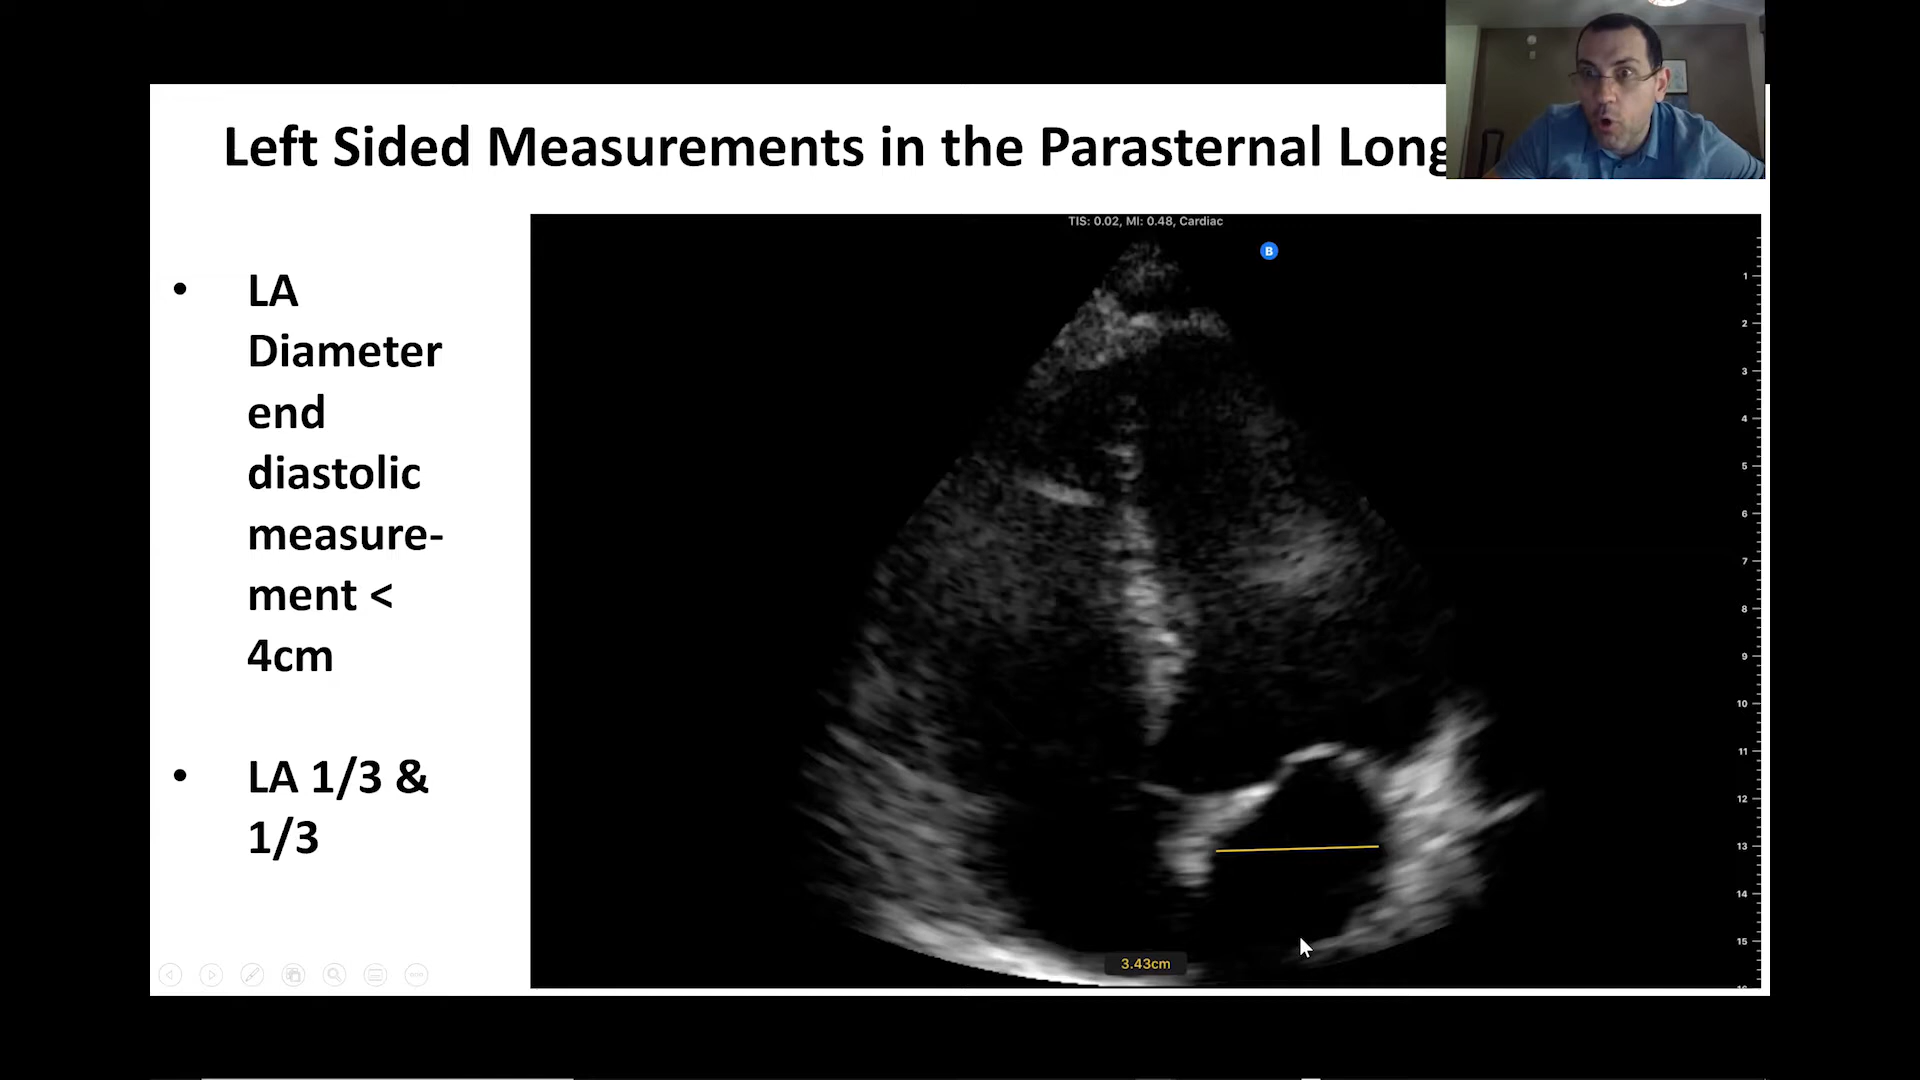 Left Sided Measurements in the Parasternal Long
TIS: 0.02, MI: 0.48, Cardiac
B
• LA
Diameter
end
diastolic
measure-
ment <
4cm
• LA 1/3 &
1/3
1
2
3
4
5
6
7
8
9
10
11
12
13
14
15
3.43cm